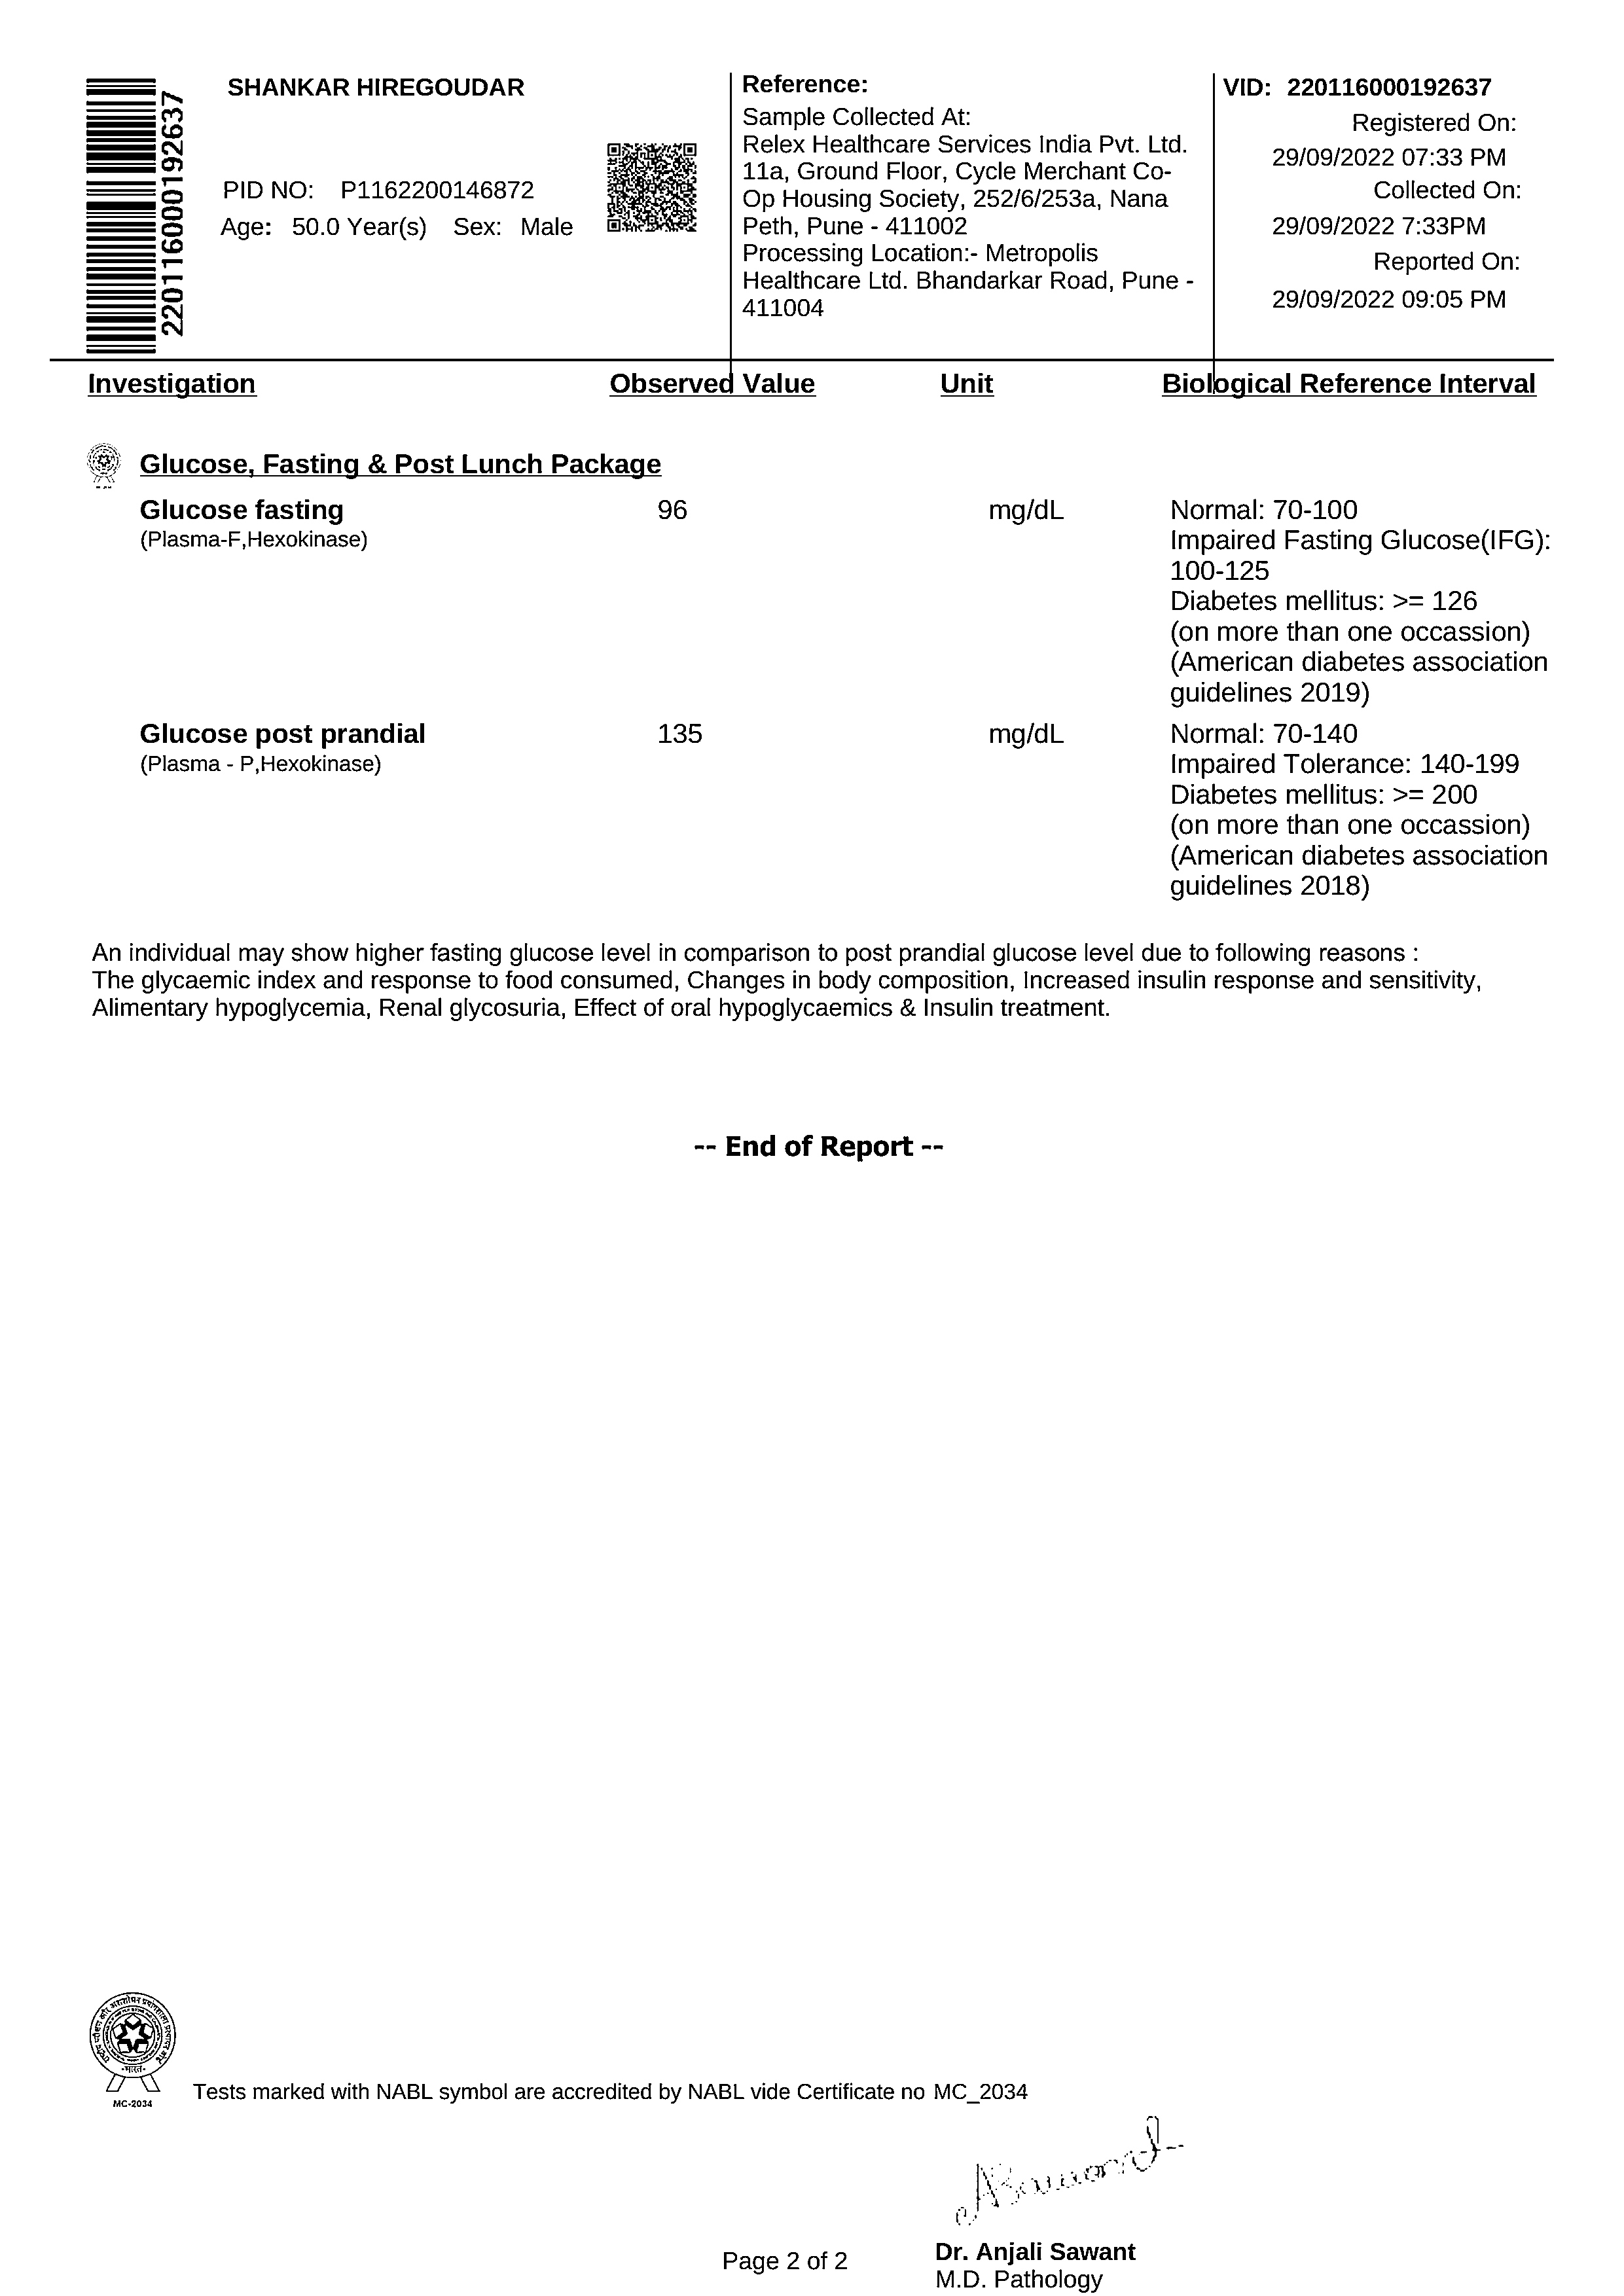 220116000192637
SHANKAR HIREGOUDAR
PID NO: P1162200146872
Age: 50.0 Year(s) Sex: Male
Reference:
Sample Collected At:
Relex Healthcare Services India Pvt. Ltd.
11a, Ground Floor, Cycle Merchant Co-
Op Housing Society, 252/6/253a, Nana
Peth, Pune - 411002
Processing Location:- Metropolis
Healthcare Ltd. Bhandarkar Road, Pune -
411004
VID: 220116000192637
Registered On:
29/09/2022 07:33 PM
Collected On:
29/09/2022 7:33PM
Reported On:
29/09/2022 09:05 PM
Investigation Observed Value Unit Biological Reference Interval
Glucose, Fasting & Post Lunch Package
Glucose fasting 96 mg/dL Normal: 70-100
(Plasma-F,Hexokinase) Impaired Fasting Glucose(IFG):
100-125
Diabetes mellitus: >= 126
(on more than one occassion)
(American diabetes association
guidelines 2019)
Glucose post prandial 135 mg/dL Normal: 70-140
(Plasma - P,Hexokinase) Impaired Tolerance: 140-199
Diabetes mellitus: >= 200
(on more than one occassion)
(American diabetes association
guidelines 2018)
An individual may show higher fasting glucose level in comparison to post prandial glucose level due to following reasons :
The glycaemic index and response to food consumed, Changes in body composition, Increased insulin response and sensitivity,
Alimentary hypoglycemia, Renal glycosuria, Effect of oral hypoglycaemics & Insulin treatment.
-- End of Report --
भारत
MC-2034
Tests marked with NABL symbol are accredited by NABL vide Certificate no MC_2034
Page 2 of 2
Dr. Anjali Sawant
M.D. Pathology